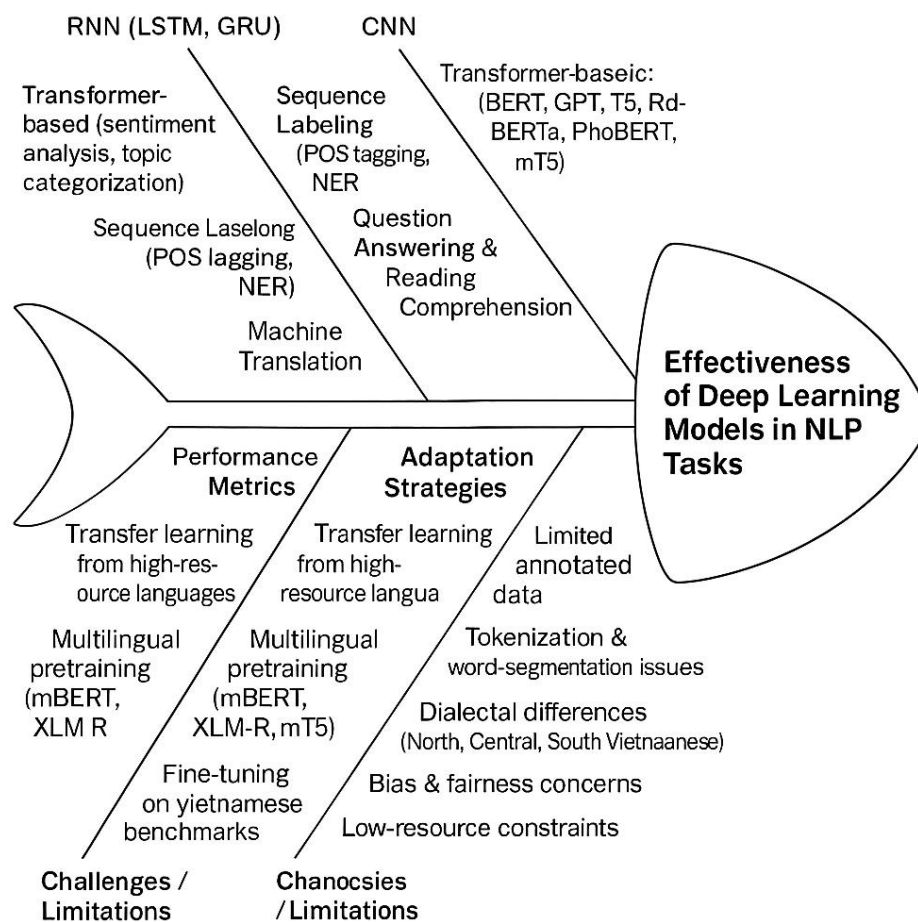 RNN (LSTM, GRU)
CNN
Transformer-
based (sentirment
analysis, topic
categorization)
Sequence
Labeling
(POS tagging,
NER
Transformer-baseic:
(BERT, GPT, T5, Rd-
BERTa, PhoBERT,
mT5)
Sequence Laselong
(POS lagging,
NER)
Question
Answering &
Reading
Comprehension
Machine
Translation
Effectiveness
of Deep Learning
Models in NLP
Tasks
Performance
Metrics
Adaptation
Strategies
Transfer learning
from high-res-
ource languages
Transfer learning
from high-
resource langua
Limited
annotated
data
Multilingual
pretraining
(mBERT,
XLM R
Multilingual
pretraining
(mBERT,
XLM-R, mT5)
Tokenization &
word-segmentation issues
Dialectal differences
(North, Central, South Vietnaanese)
Fine-tuning
on yietnamese
benchmarks
Bias & fairness concerns
Low-resource constraints
Challenges /
Limitations
Chanocsies
/ Limitations